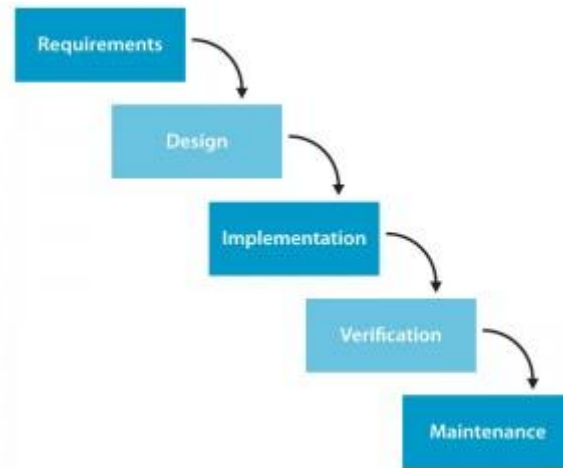 Requirements
Design
Implementation
Verification
Maintenance